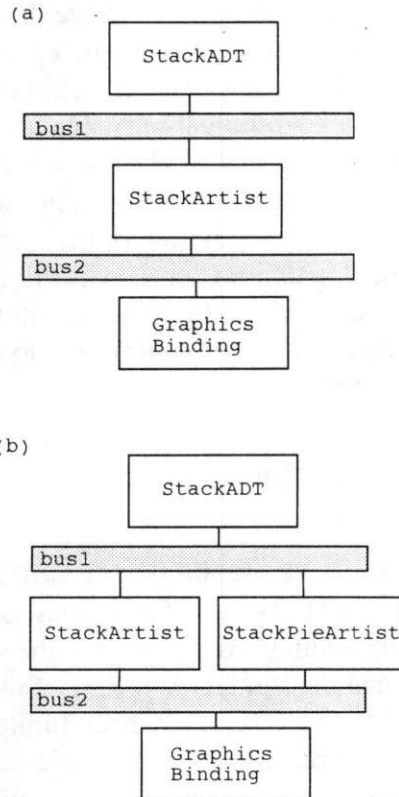 (a)
StackADT
bus1
StackArtist
bus2
Graphics
Binding
(b)
StackADT
bus1
StackArtist StackPieArtist
bus2
Graphics
Binding